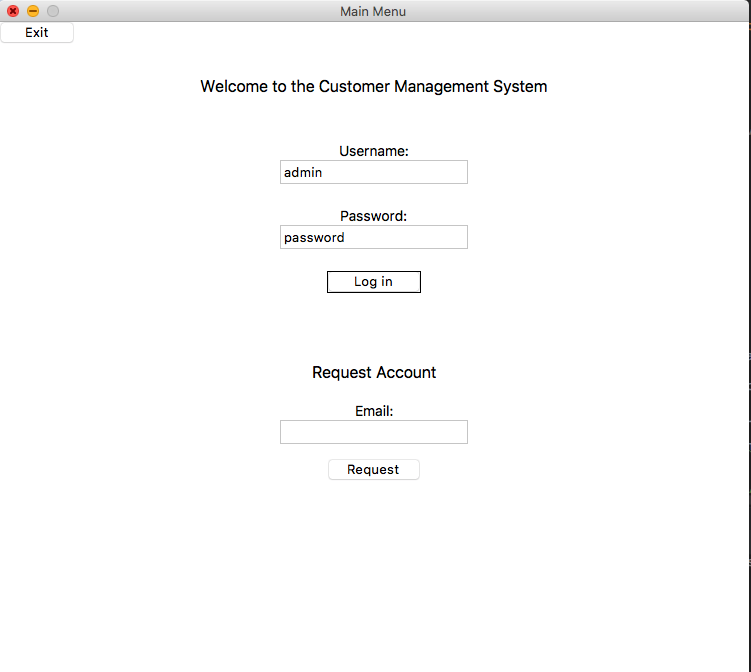 Main Menu
Exit
Welcome to the Customer Management System
Username:
admin
Password:
password
Log in
Request Account
Email:
Request